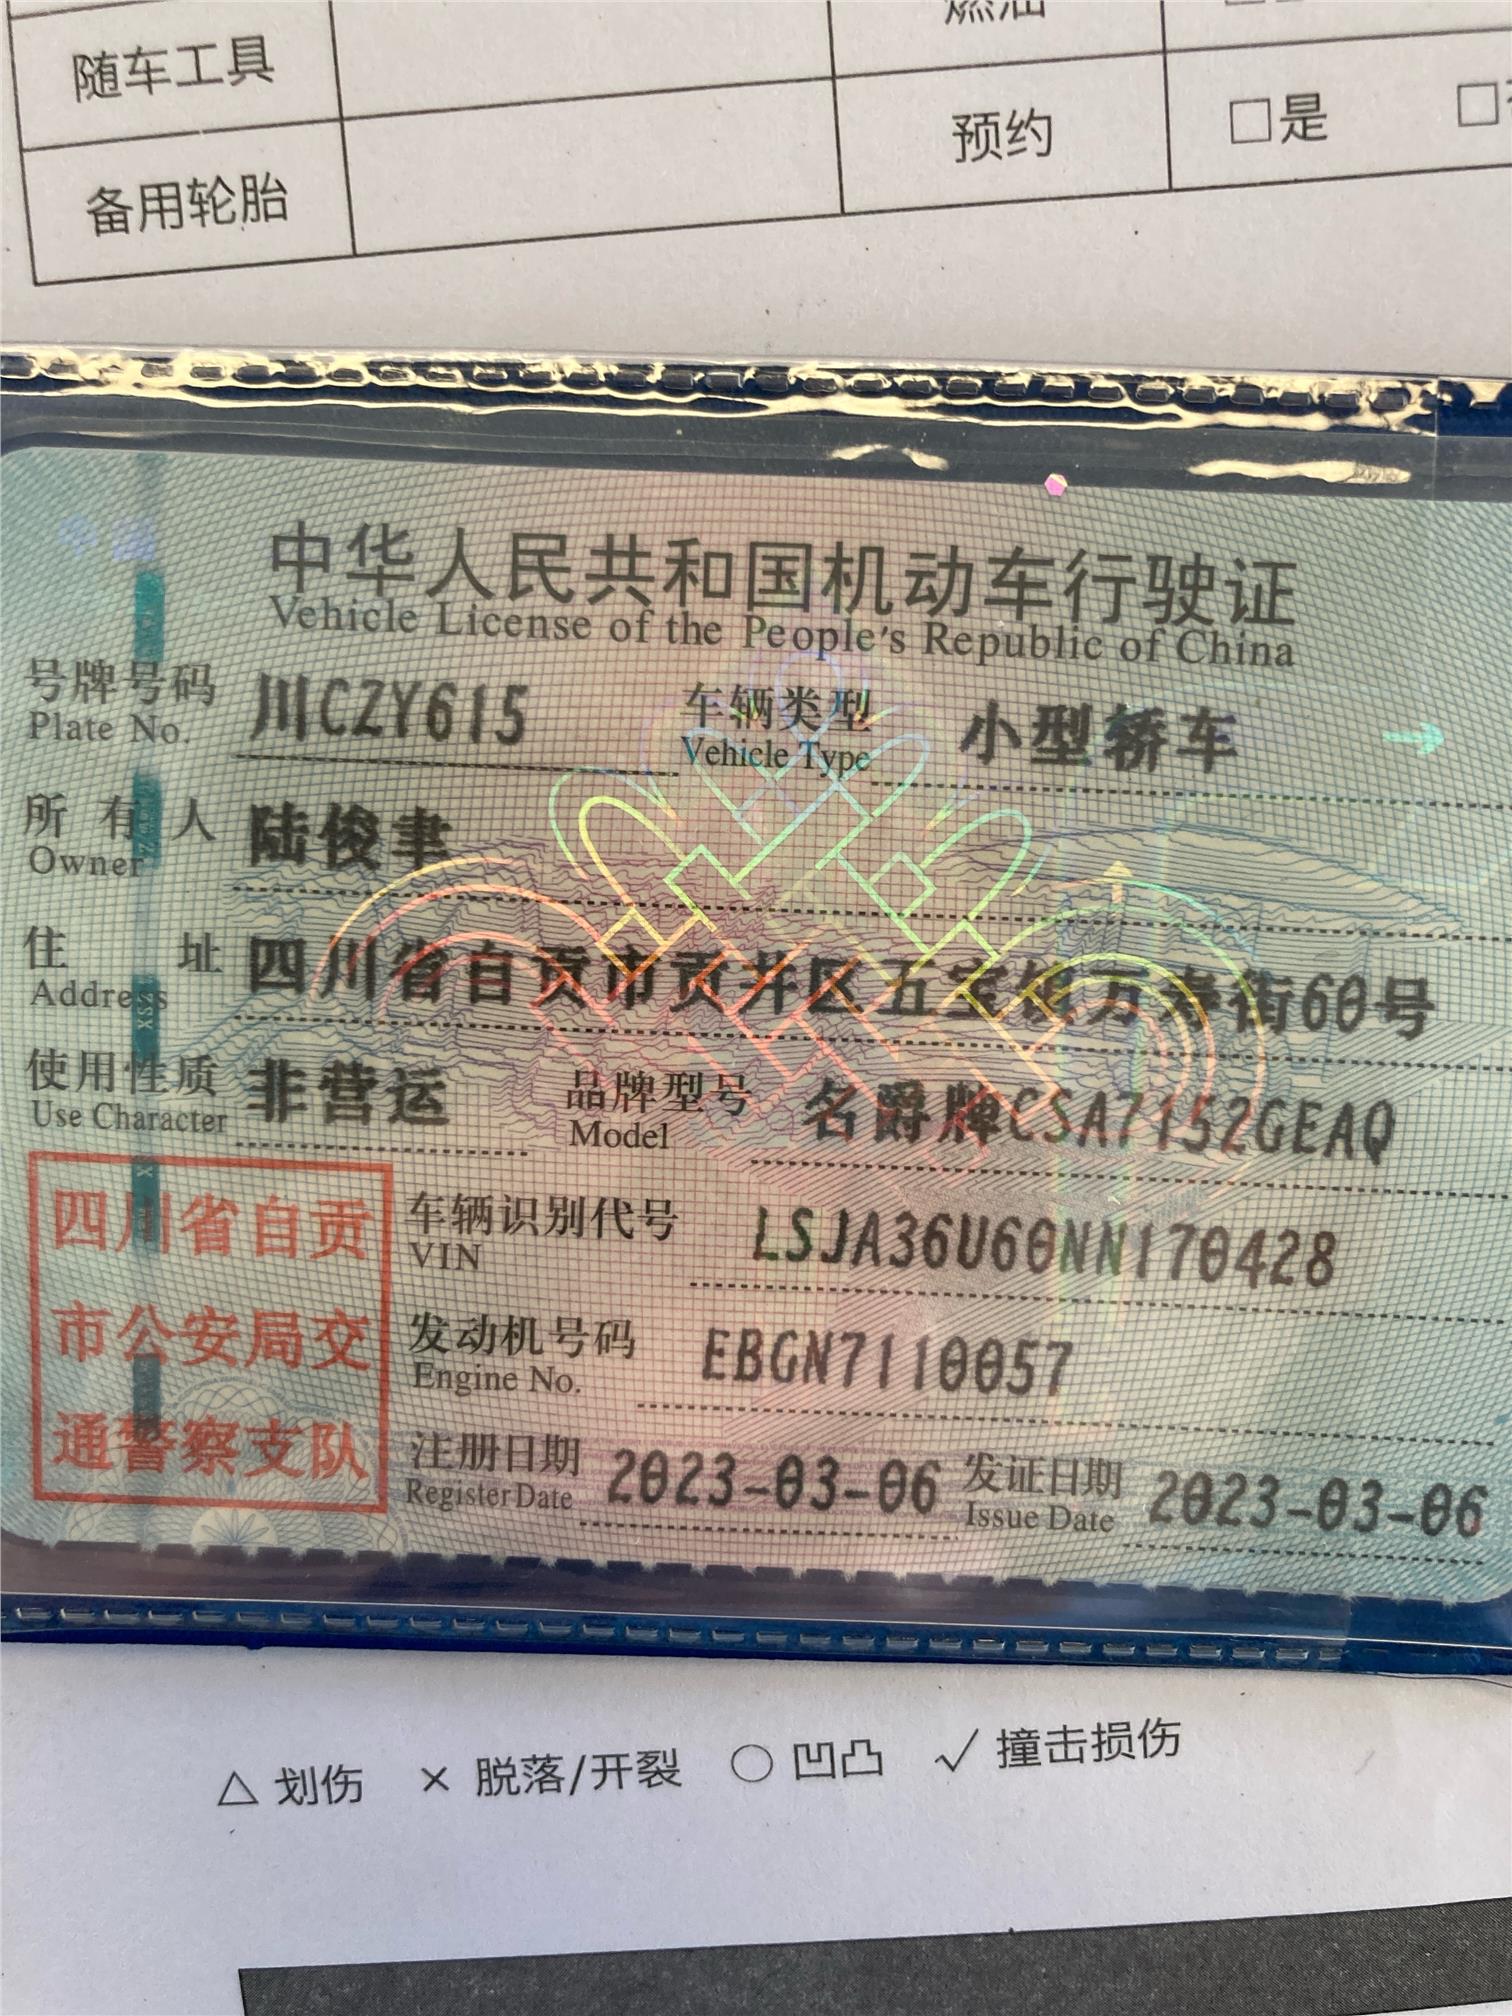 随车工具
燃油
预约 □是 □
备用轮胎
中华人民共和国机动车行驶证
Vehicle License of the People's Republic of China
号牌号码 川CZY615 车辆类型 小型轿车
Plate No. Vehicle Type
所有人 陆俊聿
Owner
住址 四川省自贡市贡井区五宝镇万寿街60号
Address
使用性质 非营运 品牌型号 名爵牌CSA7152GEAQ
Use Character Model
四川省自贡
市公安局交
通警察支队
车辆识别代号 LSJA36U60NN170428
VIN
发动机号码 EBGN7110057
Engine No.
注册日期 2023-03-06 发证日期 2023-03-06
Register Date Issue Date
△ 划伤 × 脱落/开裂 ○ 凹凸 √ 撞击损伤